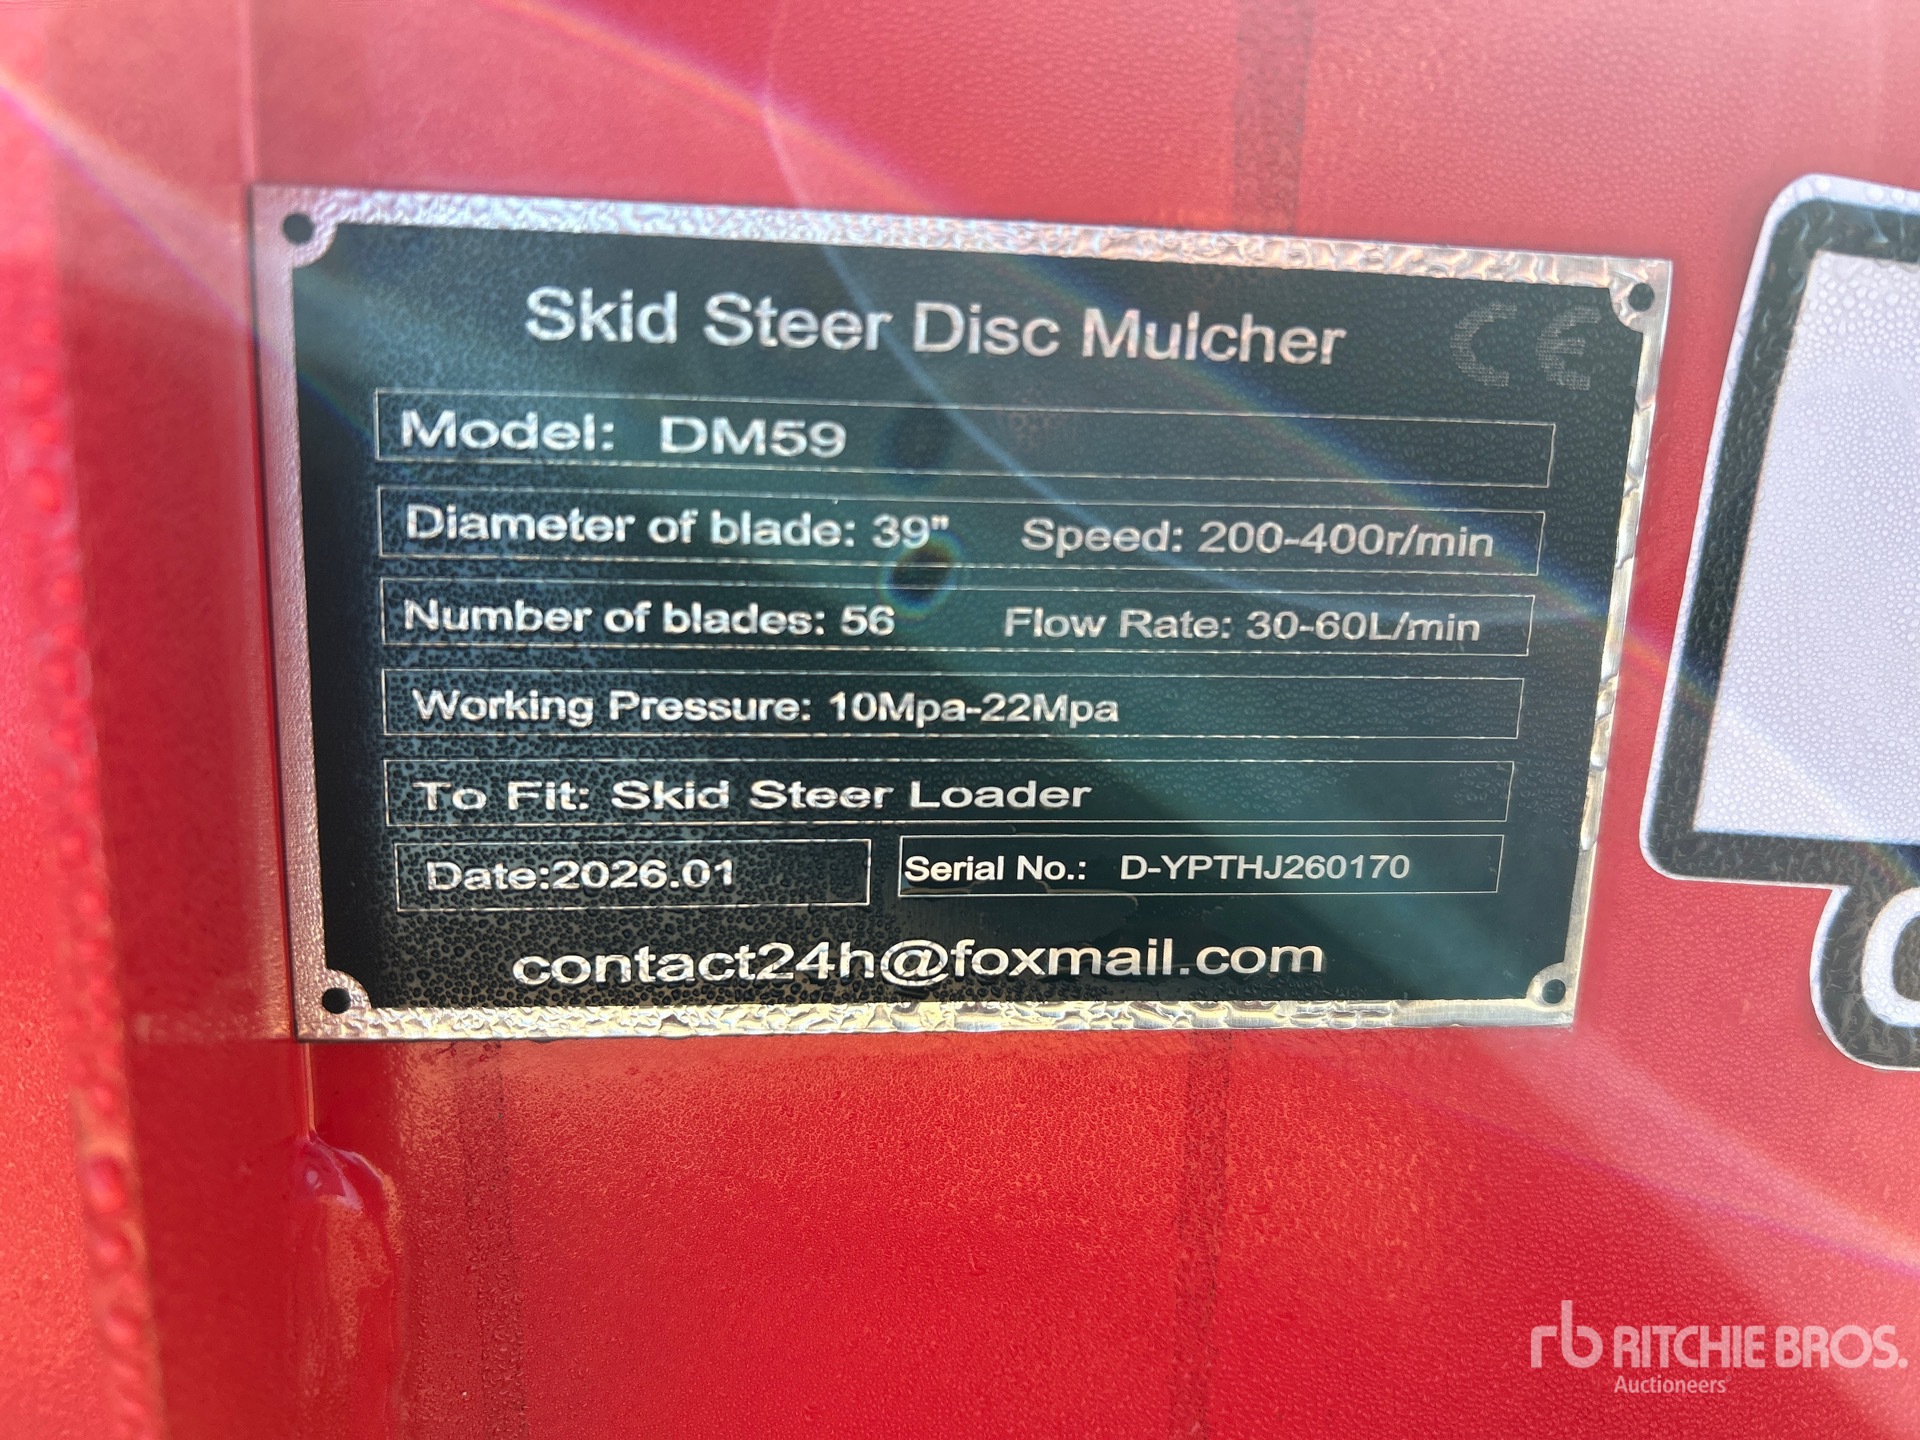 Skid Steer Disc Mulcher CE
Model: DM59
Diameter of blade: 39" Speed: 200-400r/min
Number of blades: 56 Flow Rate: 30-60L/min
Working Pressure: 10Mpa-22Mpa
To Fit: Skid Steer Loader
Date:2026.01 Serial No.: D-YPTHJ260170
contact24h@foxmail.com
rb RITCHIE BROS.
Auctioneers